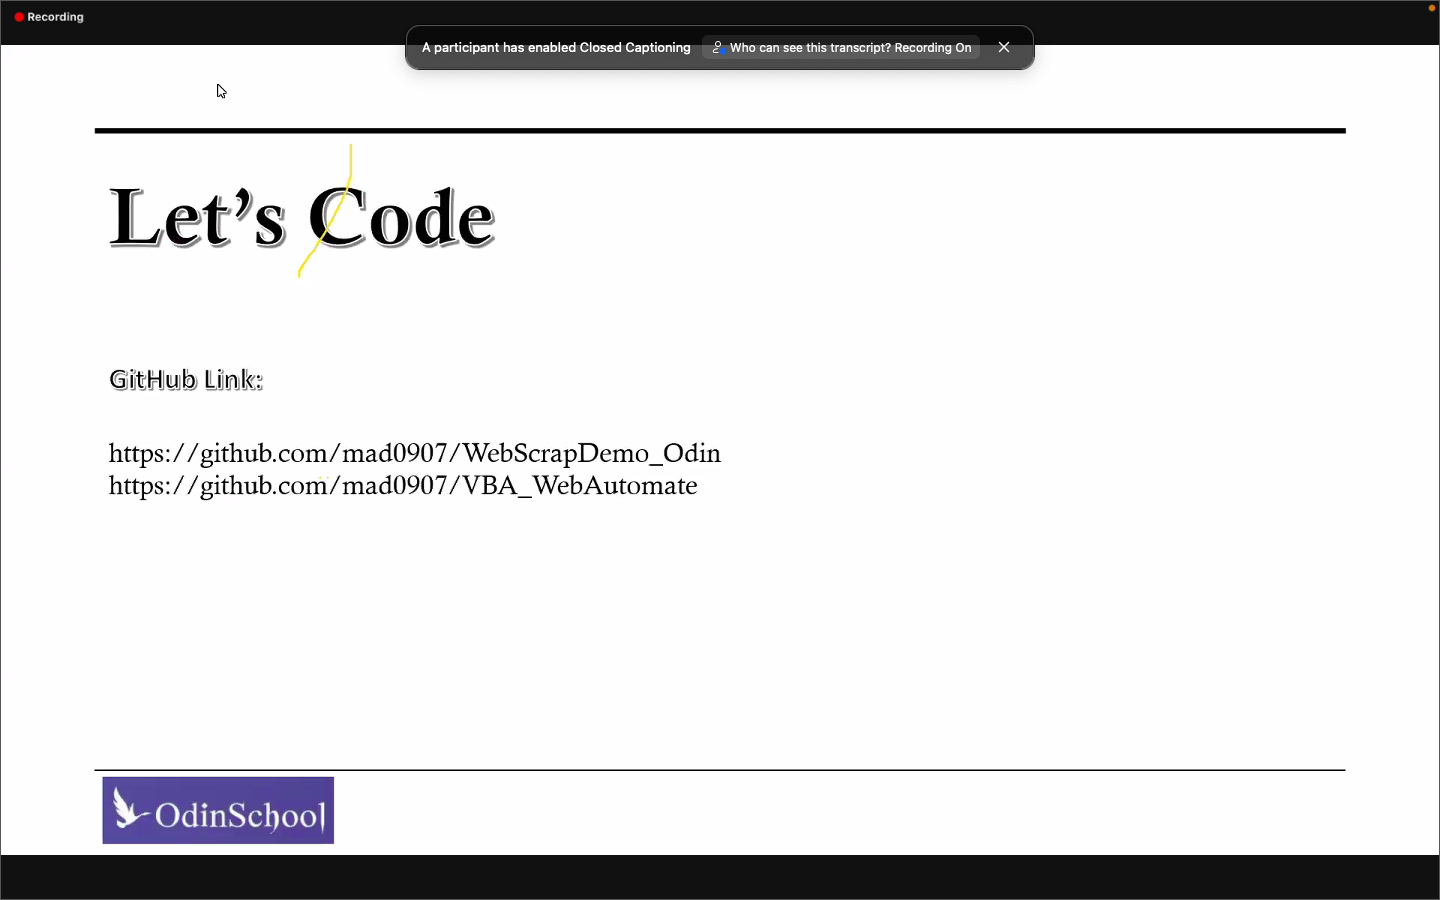 Recording
A participant has enabled Closed Captioning Who can see this transcript? Recording On
Let's Code
GitHub Link:
https://github.com/mad0907/WebScrapDemo_Odin
https://github.com/mad0907/VBA_WebAutomate
OdinSchool